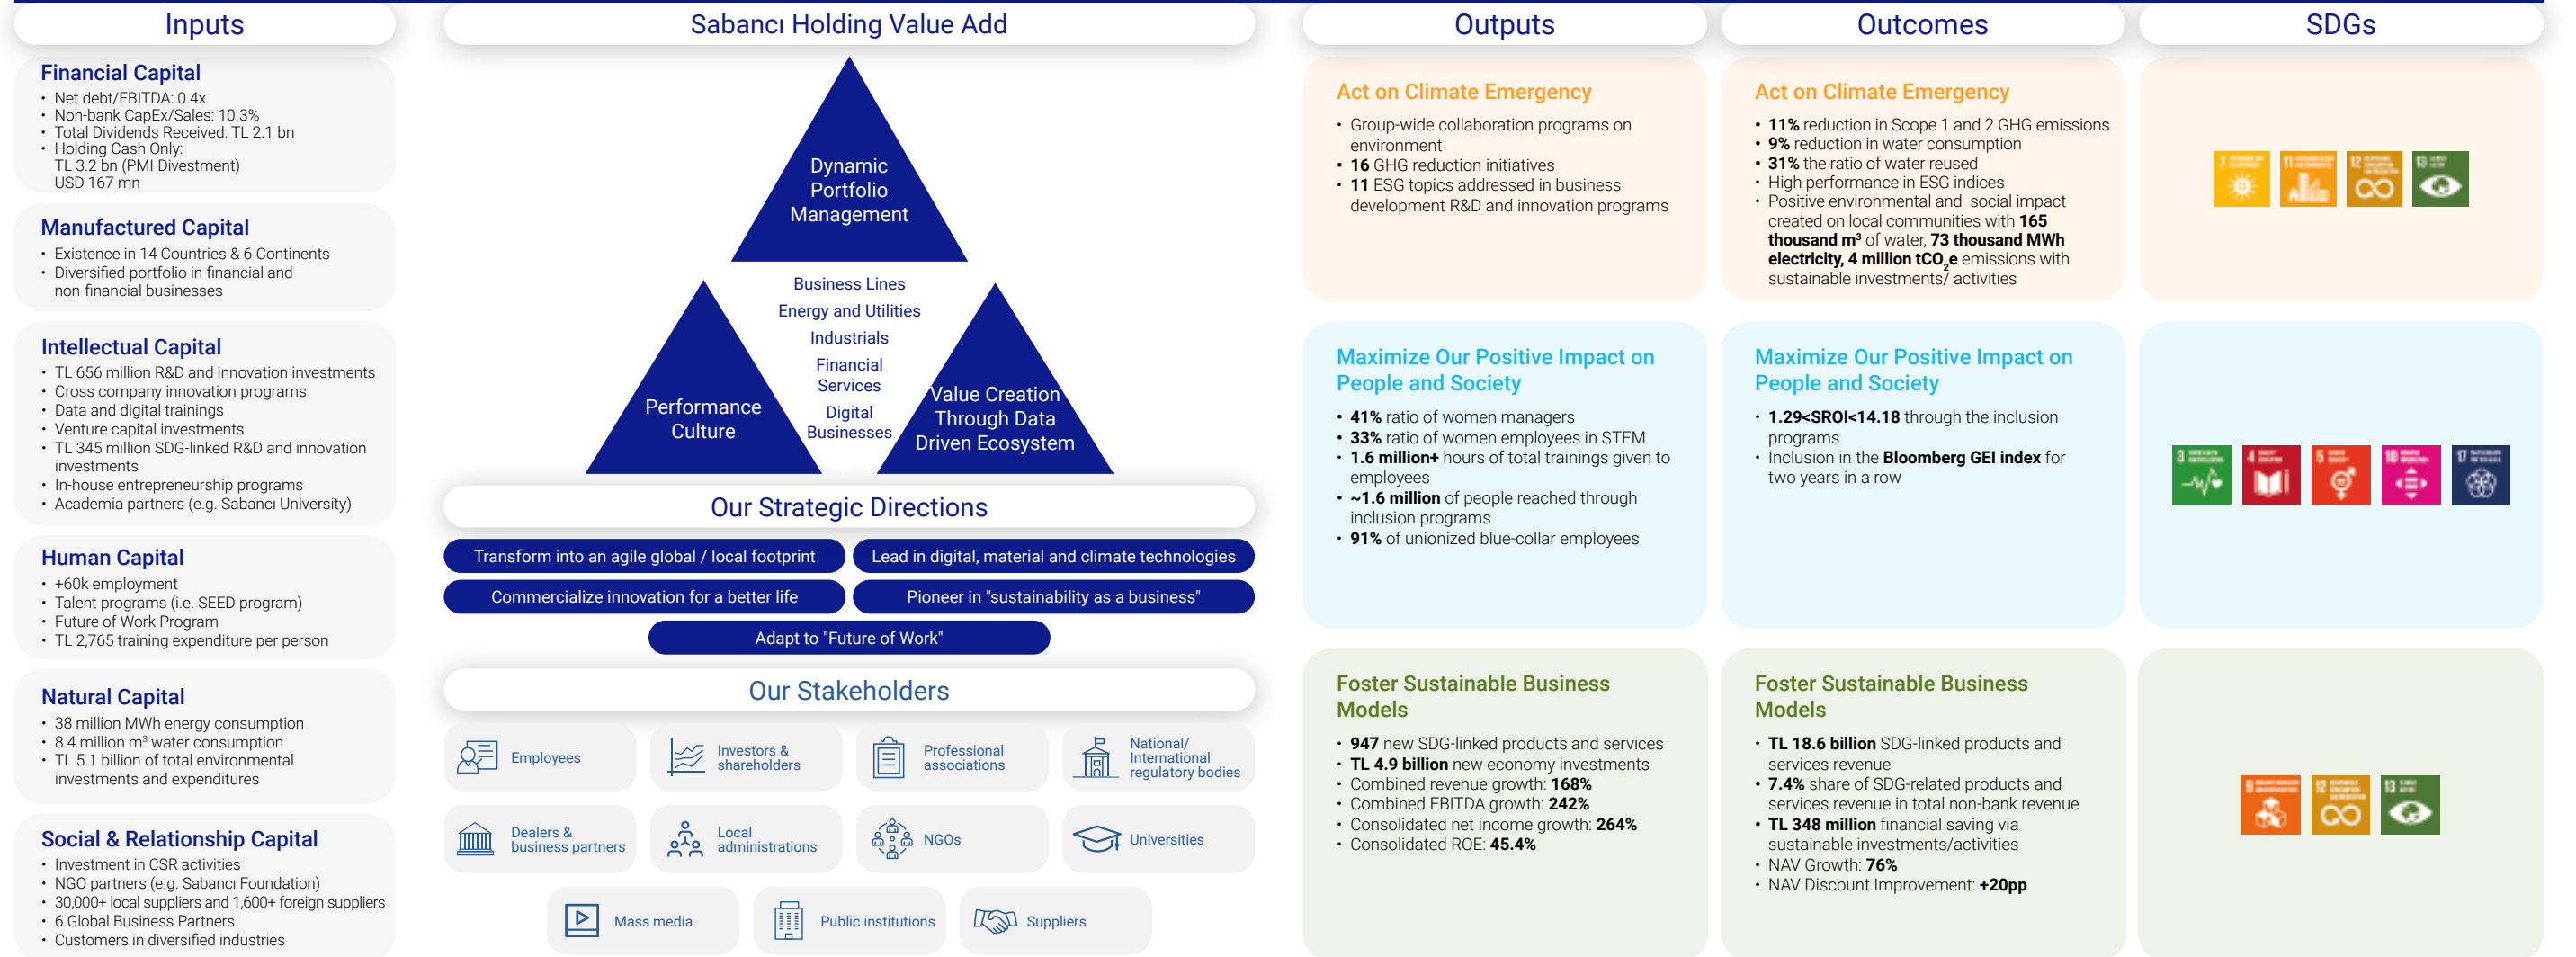 Inputs
Financial Capital
• Net debt/EBITDA: 0.4x
• Non-bank CapEx/Sales: 10.3%
• Total Dividends Received: TL 2.1 bn
• Holding Cash Only:
TL 3.2 bn (PMI Divestment)
USD 167 mn
Manufactured Capital
• Existence in 14 Countries & 6 Continents
• Diversified portfolio in financial and
non-financial businesses
Intellectual Capital
• TL 656 million R&D and innovation investments
• Cross company innovation programs
• Data and digital trainings
• Venture capital investments
• TL 345 million SDG-linked R&D and innovation
investments
• In-house entrepreneurship programs
• Academia partners (e.g. Sabancı University)
Human Capital
• +60k employment
• Talent programs (i.e. SEED program)
• Future of Work Program
• TL 2,765 training expenditure per person
Natural Capital
• 38 million MWh energy consumption
• 8.4 million m³ water consumption
• TL 5.1 billion of total environmental
investments and expenditures
Social & Relationship Capital
• Investment in CSR activities
• NGO partners (e.g. Sabancı Foundation)
• 30,000+ local suppliers and 1,600+ foreign suppliers
• 6 Global Business Partners
• Customers in diversified industries
Sabancı Holding Value Add
Dynamic
Portfolio
Management
Business Lines
Energy and Utilities
Industrials
Financial
Services
Digital
Businesses
Performance
Culture
Value Creation
Through Data
Driven Ecosystem
Our Strategic Directions
Transform into an agile global / local footprint
Lead in digital, material and climate technologies
Commercialize innovation for a better life
Pioneer in "sustainability as a business"
Adapt to "Future of Work"
Our Stakeholders
Employees
Investors &
shareholders
Professional
associations
National/
International
regulatory bodies
Dealers &
business partners
Local
administrations
NGOs
Universities
Mass media
Public institutions
Suppliers
Outputs
Act on Climate Emergency
• Group-wide collaboration programs on
environment
• 16 GHG reduction initiatives
• 11 ESG topics addressed in business
development R&D and innovation programs
Maximize Our Positive Impact on
People and Society
• 41% ratio of women managers
• 33% ratio of women employees in STEM
• 1.6 million+ hours of total trainings given to
employees
• ~1.6 million of people reached through
inclusion programs
• 91% of unionized blue-collar employees
Foster Sustainable Business
Models
• 947 new SDG-linked products and services
• TL 4.9 billion new economy investments
• Combined revenue growth: 168%
• Combined EBITDA growth: 242%
• Consolidated net income growth: 264%
• Consolidated ROE: 45.4%
Outcomes
Act on Climate Emergency
• 11% reduction in Scope 1 and 2 GHG emissions
• 9% reduction in water consumption
• 31% the ratio of water reused
• High performance in ESG indices
• Positive environmental and social impact
created on local communities with 165
thousand m³ of water, 73 thousand MWh
electricity, 4 million tCO₂e emissions with
sustainable investments/ activities
Maximize Our Positive Impact on
People and Society
• 1.29<SROI<14.18 through the inclusion
programs
• Inclusion in the Bloomberg GEI index for
two years in a row
Foster Sustainable Business
Models
• TL 18.6 billion SDG-linked products and
services revenue
• 7.4% share of SDG-related products and
services revenue in total non-bank revenue
• TL 348 million financial saving via
sustainable investments/activities
• NAV Growth: 76%
• NAV Discount Improvement: +20pp
SDGs
7
11
12
13
3
4
5
10
17
9
12
13